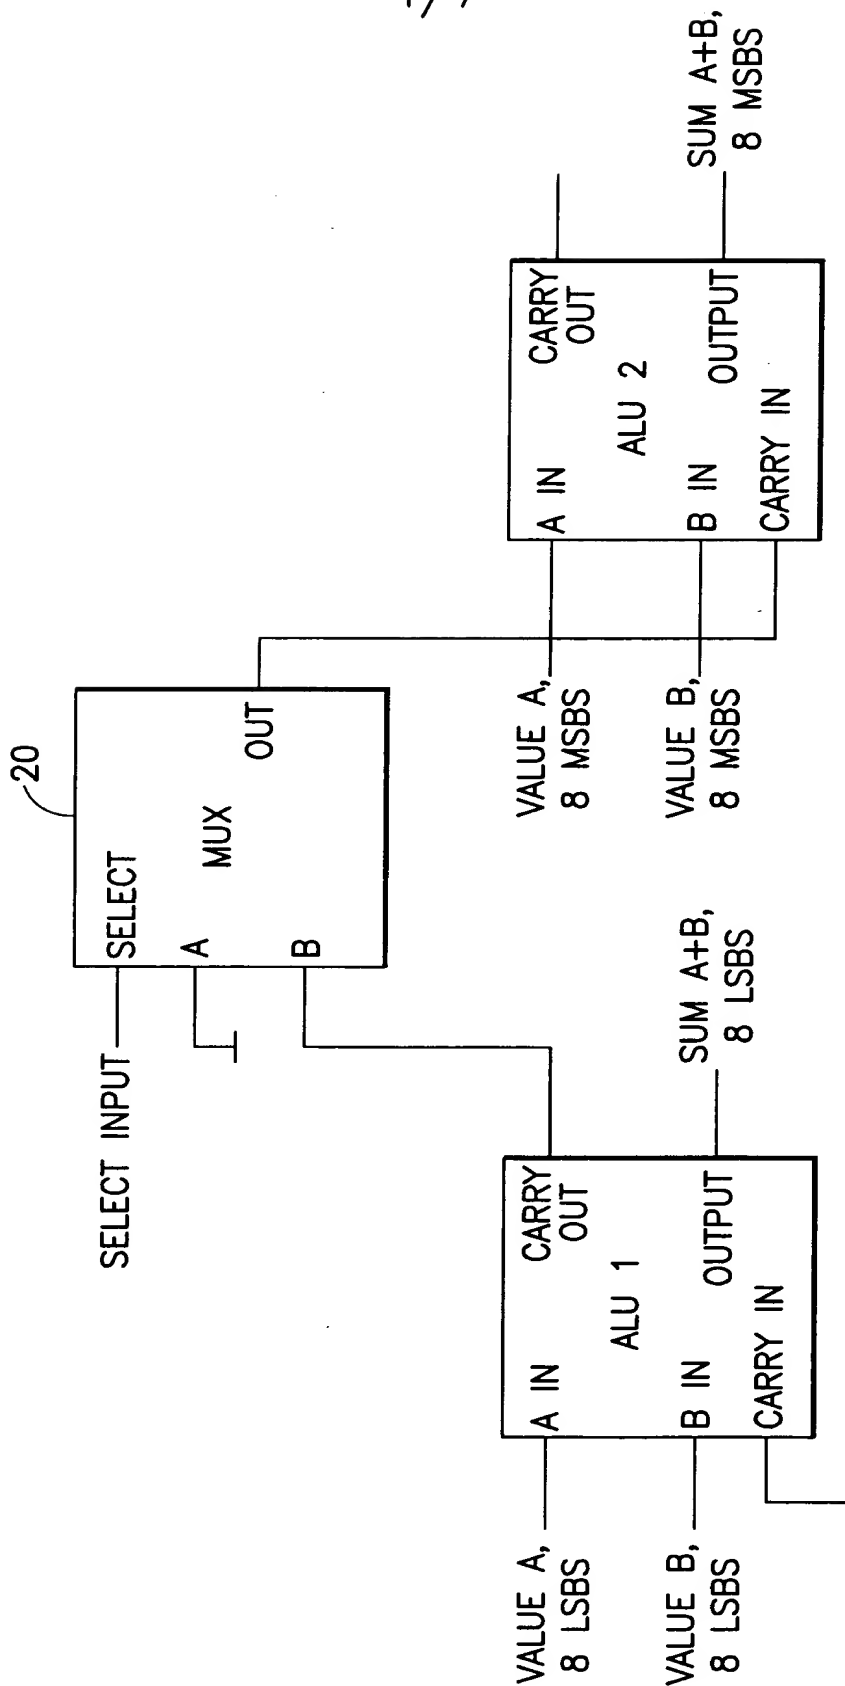 20
SELECT INPUT
SELECT
A
B
MUX
OUT
VALUE A,
8 LSBS
VALUE B,
8 LSBS
A IN
B IN
CARRY IN
ALU 1
CARRY
OUT
OUTPUT
SUM A+B,
8 LSBS
VALUE A,
8 MSBS
VALUE B,
8 MSBS
A IN
B IN
CARRY IN
ALU 2
CARRY
OUT
OUTPUT
SUM A+B,
8 MSBS